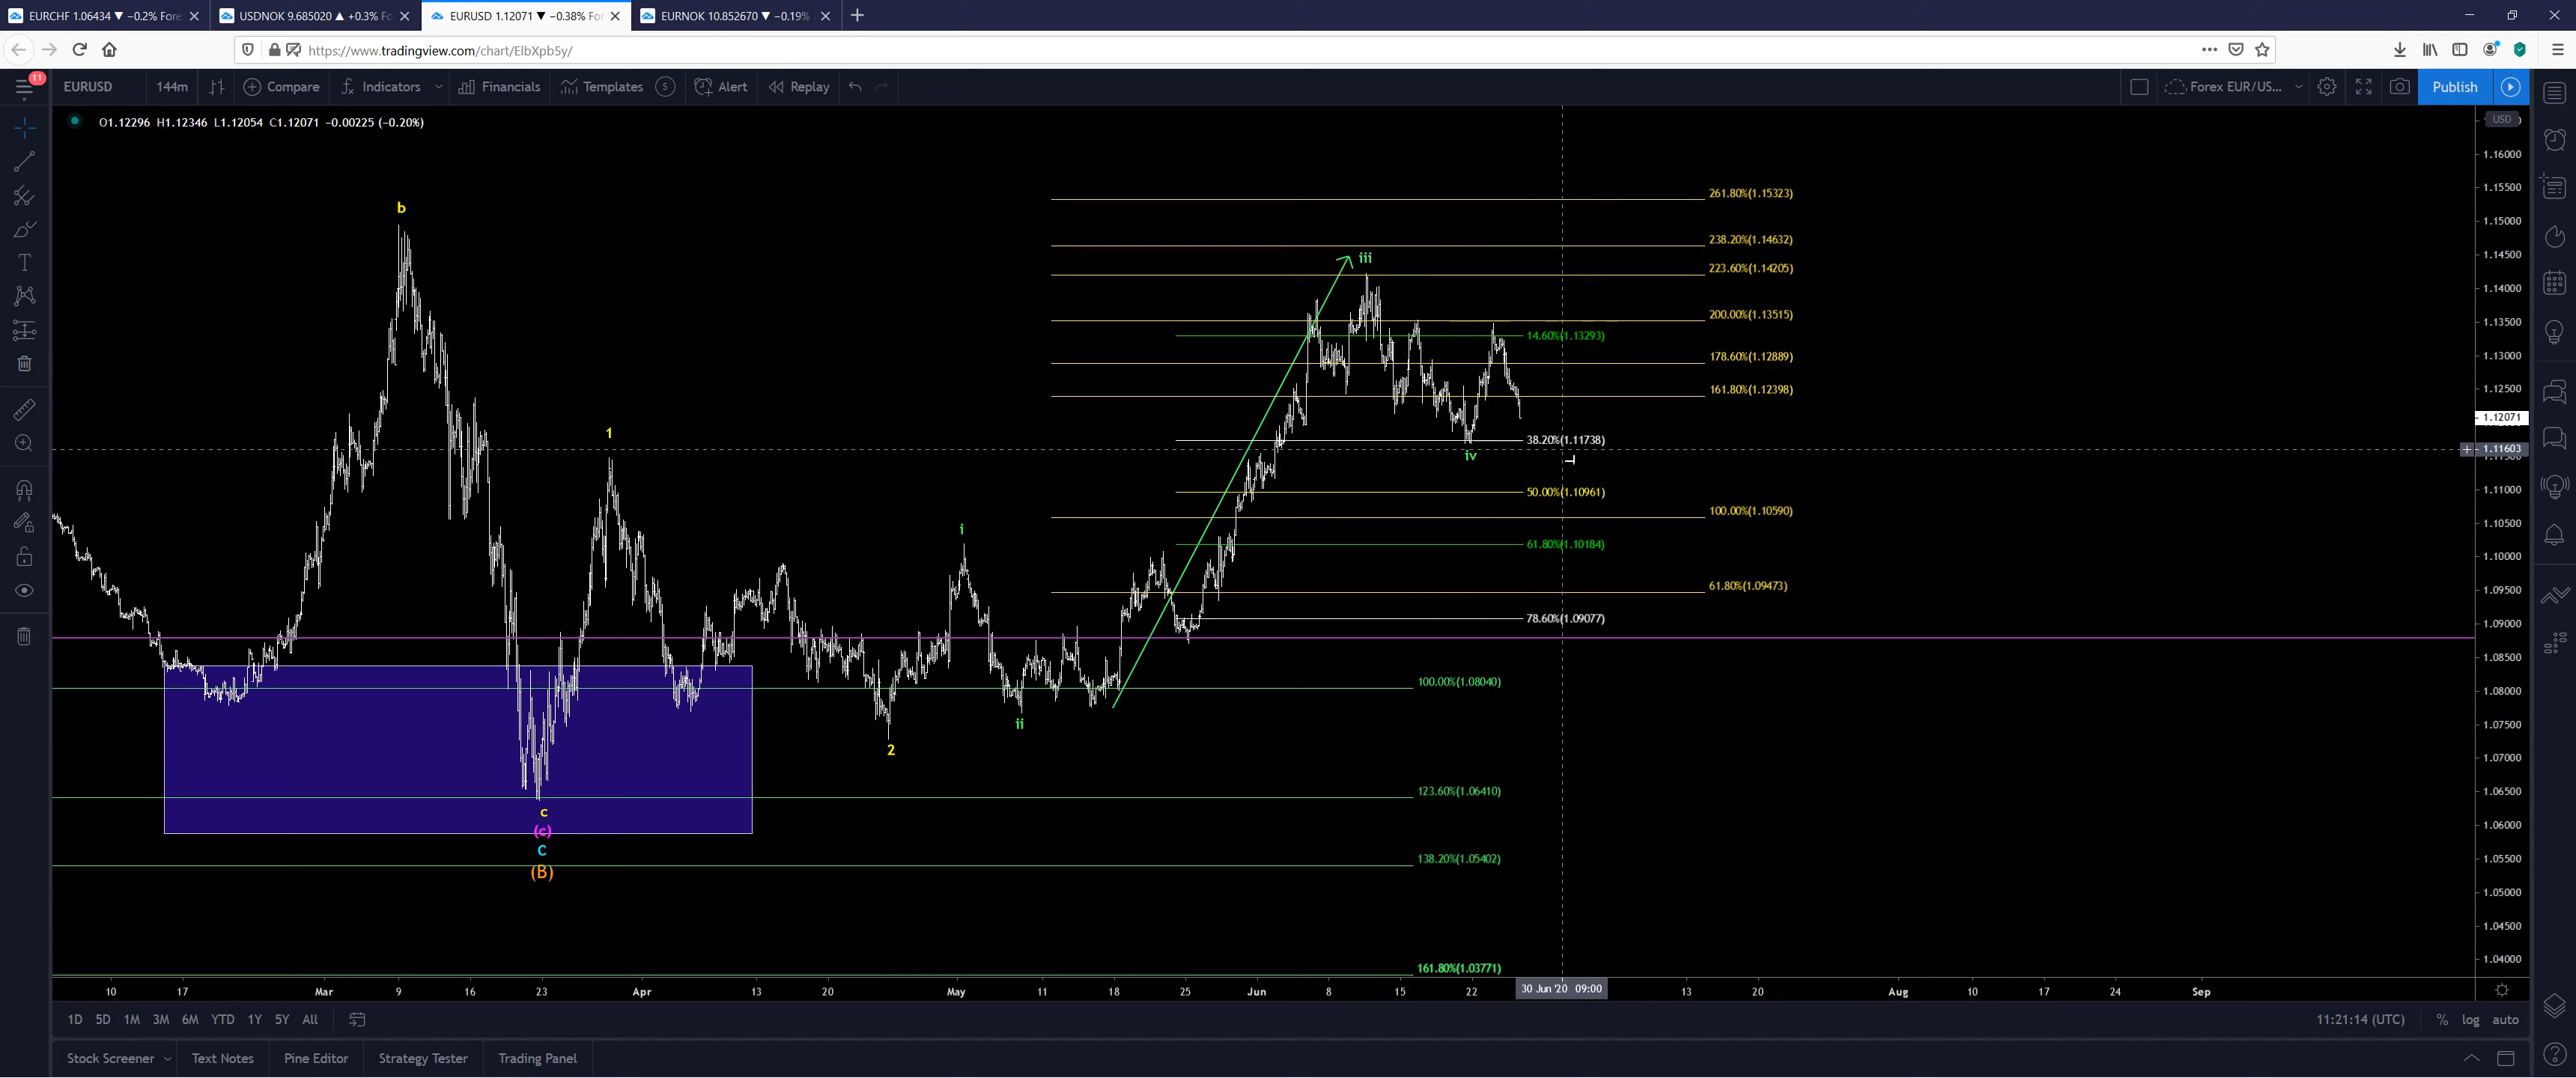 EURCHF 1.06434 ▼ −0.2% Fore
USDNOK 9.685020 ▲ +0.3% Fo
EURUSD 1.12071 ▼ −0.38% For
EURNOK 10.852670 ▼ −0.19%
https://www.tradingview.com/chart/ElbXpb5y/
11
EURUSD 144m Compare Indicators Financials Templates S Alert Replay Forex EUR/US... Publish
O1.12296 H1.12346 L1.12054 C1.12071 −0.00225 (−0.20%)
USD
1.16000
1.15500
1.15000
1.14500
1.14000
1.13500
1.13000
1.12500
1.12071
1.11603
1.11000
1.10500
1.10000
1.09500
1.09000
1.08500
1.08000
1.07500
1.07000
1.06500
1.06000
1.05500
1.05000
1.04500
1.04000
261.80%(1.15323)
238.20%(1.14632)
223.60%(1.14205)
200.00%(1.13515)
14.60%(1.13293)
178.60%(1.12889)
161.80%(1.12398)
38.20%(1.11738)
50.00%(1.10961)
100.00%(1.10590)
61.80%(1.10184)
61.80%(1.09473)
78.60%(1.09077)
100.00%(1.08040)
123.60%(1.06410)
138.20%(1.05402)
161.80%(1.03771)
b
iii
1
iv
i
ii
2
c
(c)
C
(B)
10 17 Mar 9 16 23 Apr 13 20 May 11 18 25 Jun 8 15 22 30 Jun '20 09:00 13 20 Aug 10 17 24 Sep
1D 5D 1M 3M 6M YTD 1Y 5Y All 11:21:14 (UTC) % log auto
Stock Screener Text Notes Pine Editor Strategy Tester Trading Panel